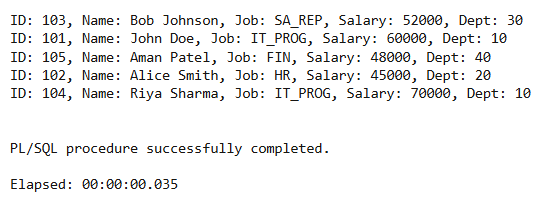 ID: 103, Name: Bob Johnson, Job: SA_REP, Salary: 52000, Dept: 30
ID: 101, Name: John Doe, Job: IT_PROG, Salary: 60000, Dept: 10
ID: 105, Name: Aman Patel, Job: FIN, Salary: 48000, Dept: 40
ID: 102, Name: Alice Smith, Job: HR, Salary: 45000, Dept: 20
ID: 104, Name: Riya Sharma, Job: IT_PROG, Salary: 70000, Dept: 10
PL/SQL procedure successfully completed.
Elapsed: 00:00:00.035